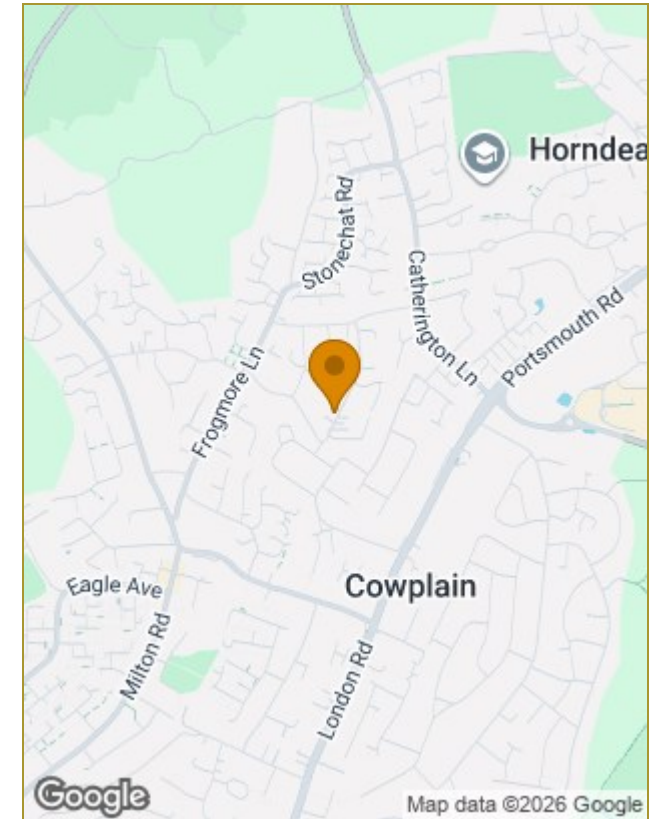 Horndea
Stonechat Rd
Catherington Ln
Portsmouth Rd
Frogmore Ln
Eagle Ave
Cowplain
Milton Rd
London Rd
Google
Map data ©2026 Google